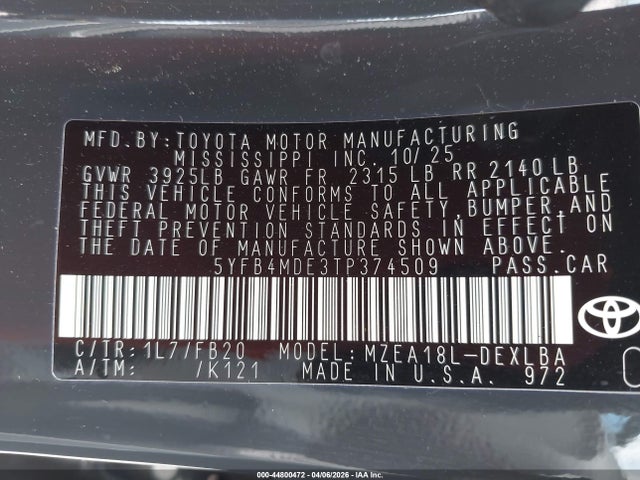 MFD.BY:TOYOTA MOTOR MANUFACTURING
MISSISSIPPI INC. 10/25
GVWR 3925LB GAWR FR 2315 LB RR 2140 LB
THIS VEHICLE CONFORMS TO ALL APPLICABLE
FEDERAL MOTOR VEHICLE SAFETY,BUMPER,AND
THEFT PREVENTION STANDARDS IN EFFECT ON
THE DATE OF MANUFACTURE SHOWN ABOVE.
5YFB4MDE3TP374509 PASS.CAR
C/TR:1L7/FB20 MODEL:MZEA18L-DEXLBA
A/TM: /K121 MADE IN U.S.A. 972
000-44800472 - 04/06/2026 - IAA Inc.